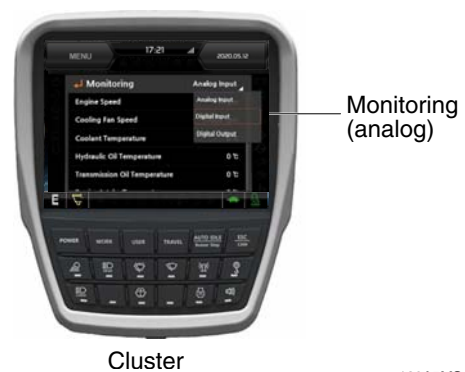 MENU 17:21 2020.05.12
Monitoring Analog Input
Engine Speed Analog Input
Cooling Fan Speed Digital Input
Coolant Temperature Digital Output
Hydraulic Oil Temperature 0 ℃
Transmission Oil Temperature 0 ℃
E
POWER WORK USER TRAVEL AUTO IDLE ESC
Monitoring
(analog)
Cluster